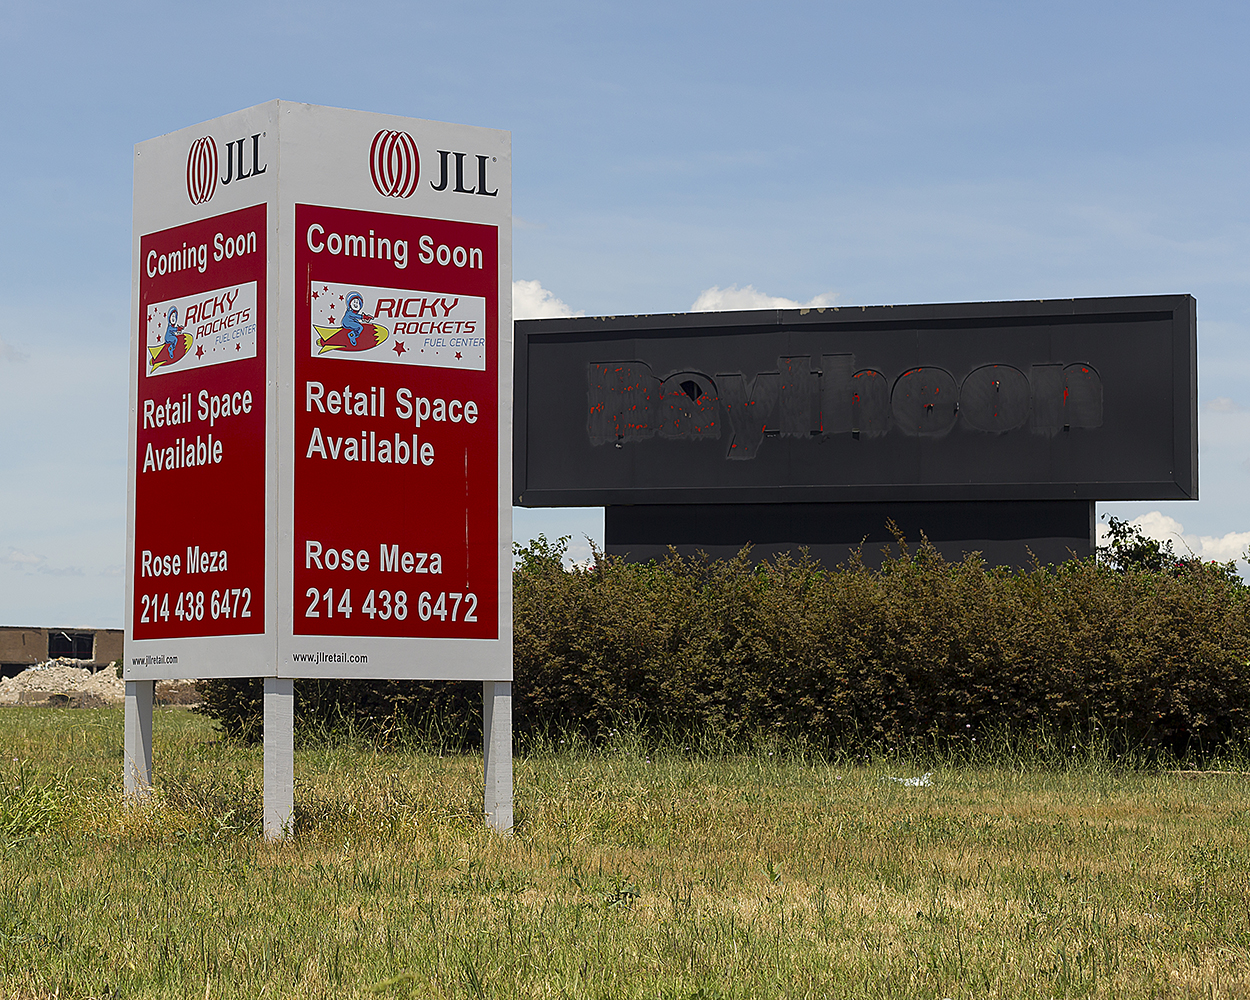 JLL
Coming Soon
RICKY
ROCKETS
FUEL CENTER
Retail Space
Available
Rose Meza
214 438 6472
www.jllretail.com
JLL
Coming Soon
RICKY
ROCKETS
FUEL CENTER
Retail Space
Available
Rose Meza
214 438 6472
www.jllretail.com
Raytheon